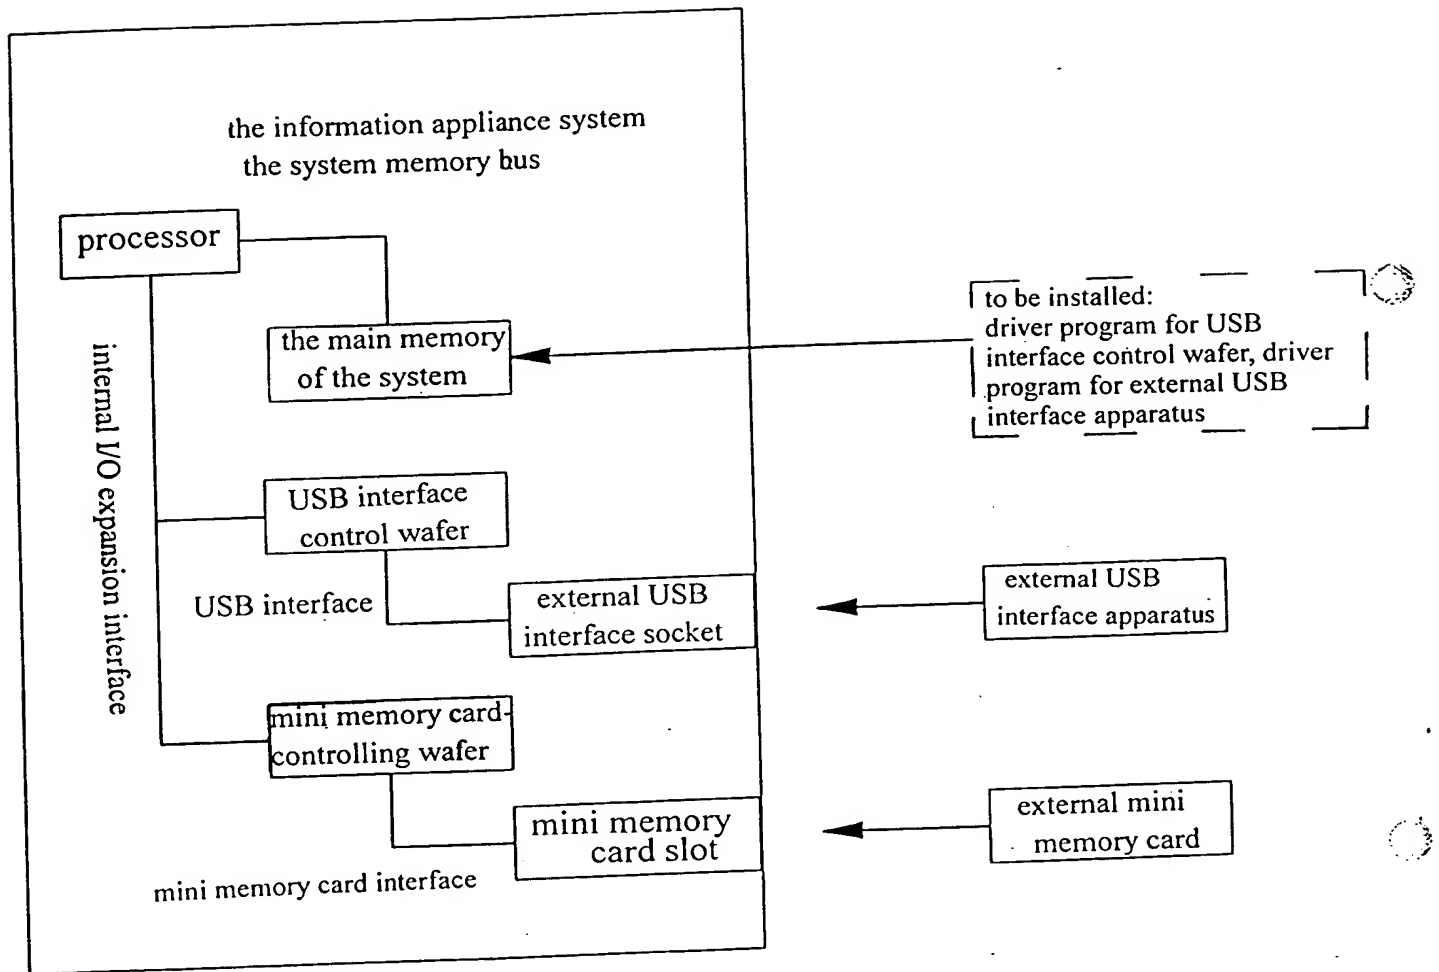 the information appliance system
the system memory bus
processor
internal I/O expansion interface
the main memory
of the system
to be installed:
driver program for USB
interface control wafer, driver
program for external USB
interface apparatus
USB interface
control wafer
USB interface
external USB
interface socket
external USB
interface apparatus
mini memory card-
controlling wafer
mini memory
card slot
external mini
memory card
mini memory card interface